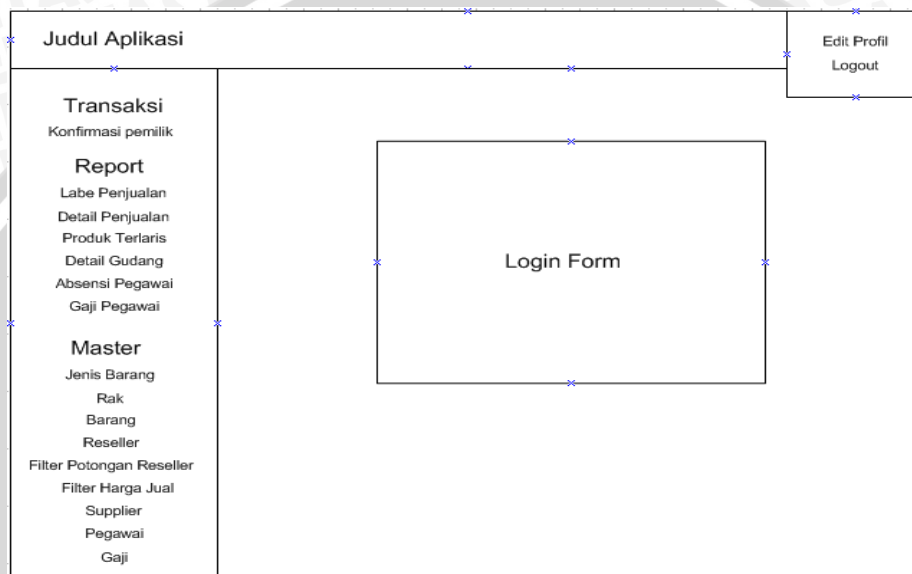 Judul Aplikasi
Edit Profil
Logout
Transaksi
Konfirmasi pemilik
Report
Labe Penjualan
Detail Penjualan
Produk Terlaris
Detail Gudang
Absensi Pegawai
Gaji Pegawai
Master
Jenis Barang
Rak
Barang
Reseller
Filter Potongan Reseller
Filter Harga Jual
Supplier
Pegawai
Gaji
Login Form